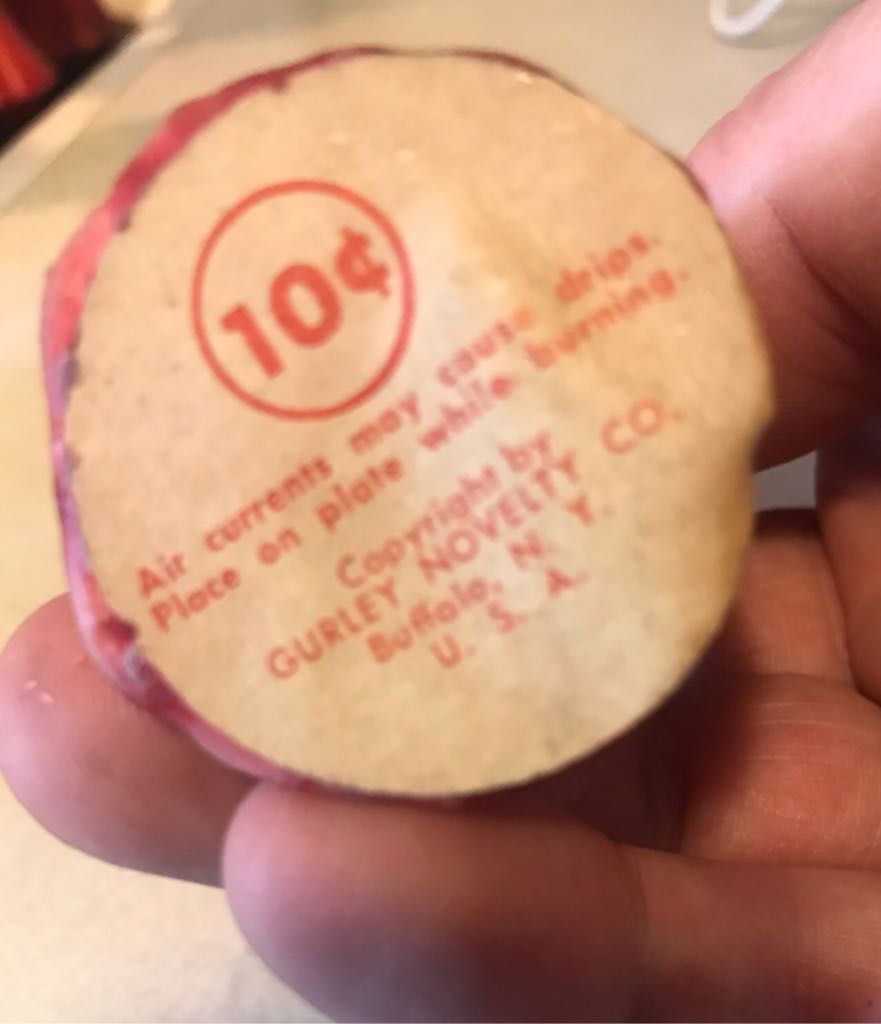 10¢
Air currents may cause drips.
Place on plate while burning.
Copyright by
GURLEY NOVELTY CO.
Buffalo, N. Y.
U. S. A.